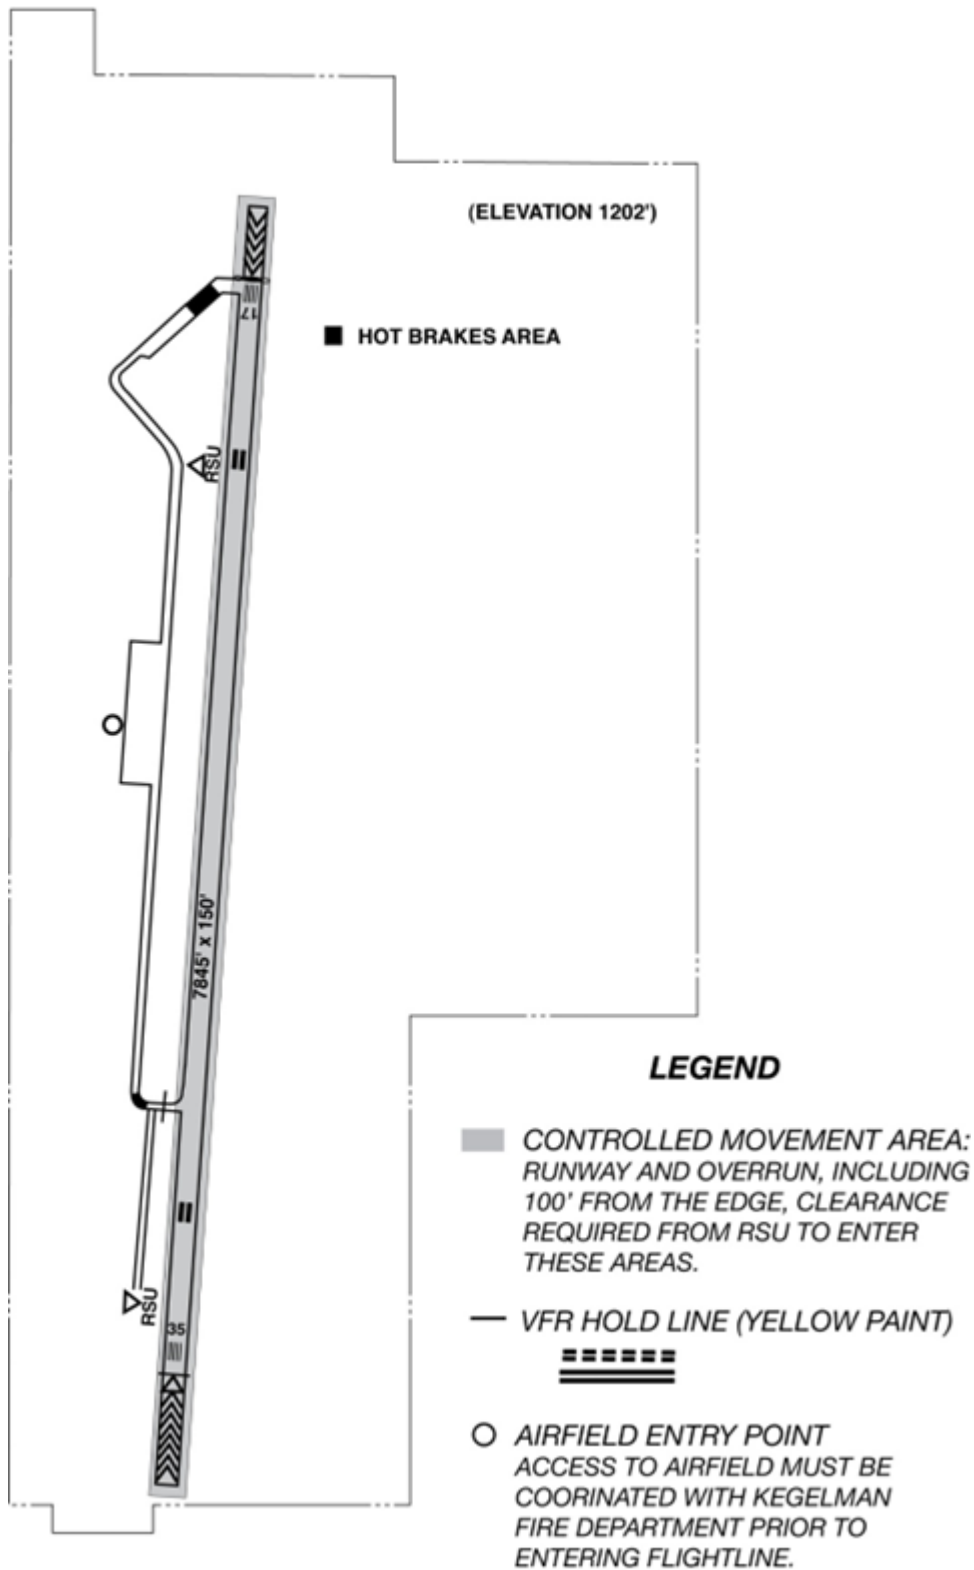 (ELEVATION 1202')
17
HOT BRAKES AREA
RSU
7845' x 150'
RSU
35
LEGEND
CONTROLLED MOVEMENT AREA:
RUNWAY AND OVERRUN, INCLUDING
100' FROM THE EDGE, CLEARANCE
REQUIRED FROM RSU TO ENTER
THESE AREAS.
VFR HOLD LINE (YELLOW PAINT)
AIRFIELD ENTRY POINT
ACCESS TO AIRFIELD MUST BE
COORINATED WITH KEGELMAN
FIRE DEPARTMENT PRIOR TO
ENTERING FLIGHTLINE.